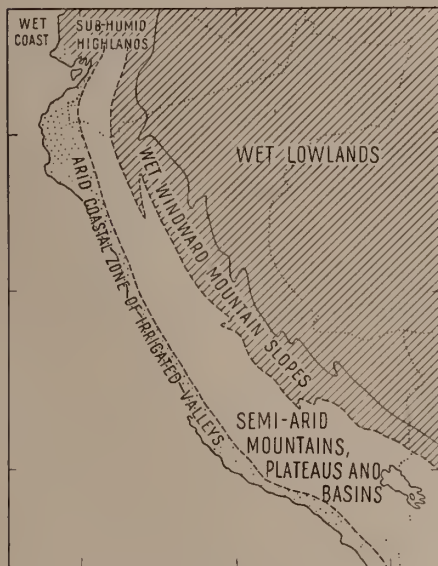 WET
COAST
SUB-HUMID
HIGHLANDS
WET LOWLANDS
WET WINDWARD MOUNTAIN SLOPES
ARID COASTAL ZONE OF IRRIGATED VALLEYS
SEMI-ARID
MOUNTAINS,
PLATEAUS AND
BASINS